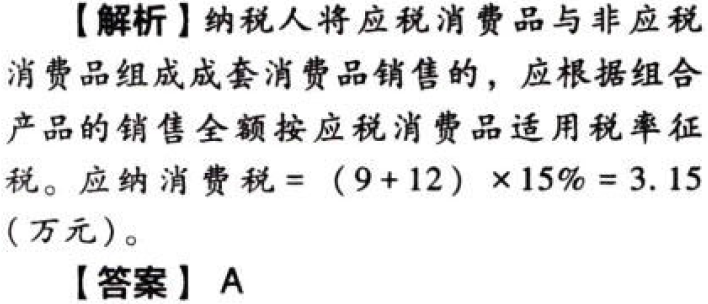 【解析】纳税人将应税消费品与非应税
消费品组成成套消费品销售的，应根据组合
产品的销售全额按应税消费品适用税率征
税。应纳消费税=（9+12）×15%=3.15
(万元)。
【答案】 A